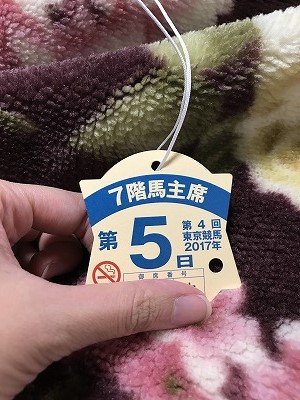 7階馬主席
第5日
第4回
東京競馬
2017年
御席番号